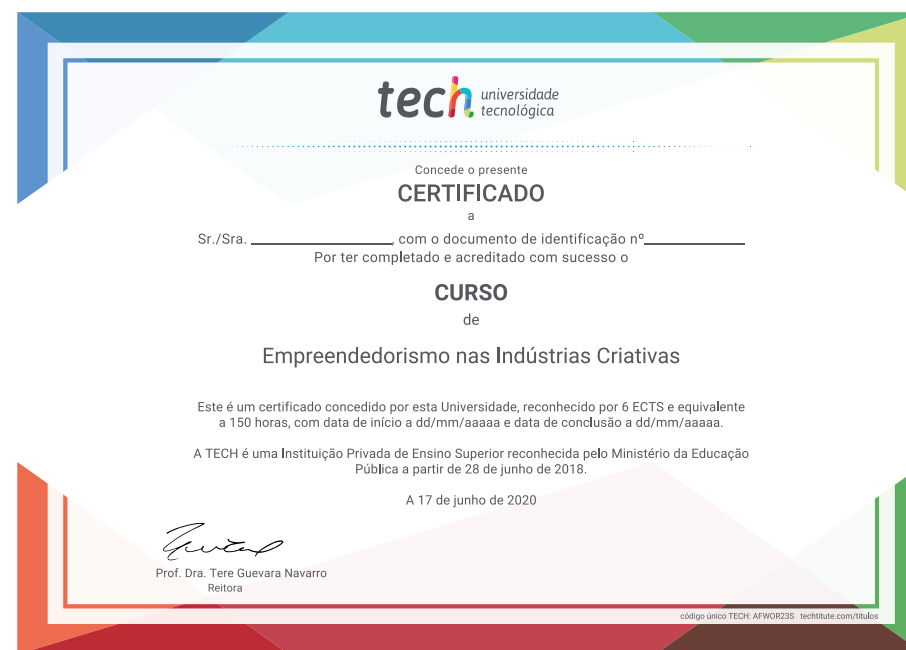 tech universidade
tecnológica
Concede o presente
CERTIFICADO
a
Sr./Sra. , com o documento de identificação nº
Por ter completado e acreditado com sucesso o
CURSO
de
Empreendedorismo nas Indústrias Criativas
Este é um certificado concedido por esta Universidade, reconhecido por 6 ECTS e equivalente
a 150 horas, com data de início a dd/mm/aaaaa e data de conclusão a dd/mm/aaaaa.
A TECH é uma Instituição Privada de Ensino Superior reconhecida pelo Ministério da Educação
Pública a partir de 28 de junho de 2018.
A 17 de junho de 2020
Prof. Dra. Tere Guevara Navarro
Reitora
código único TECH: AFWOR23S techtitute.com/titulos